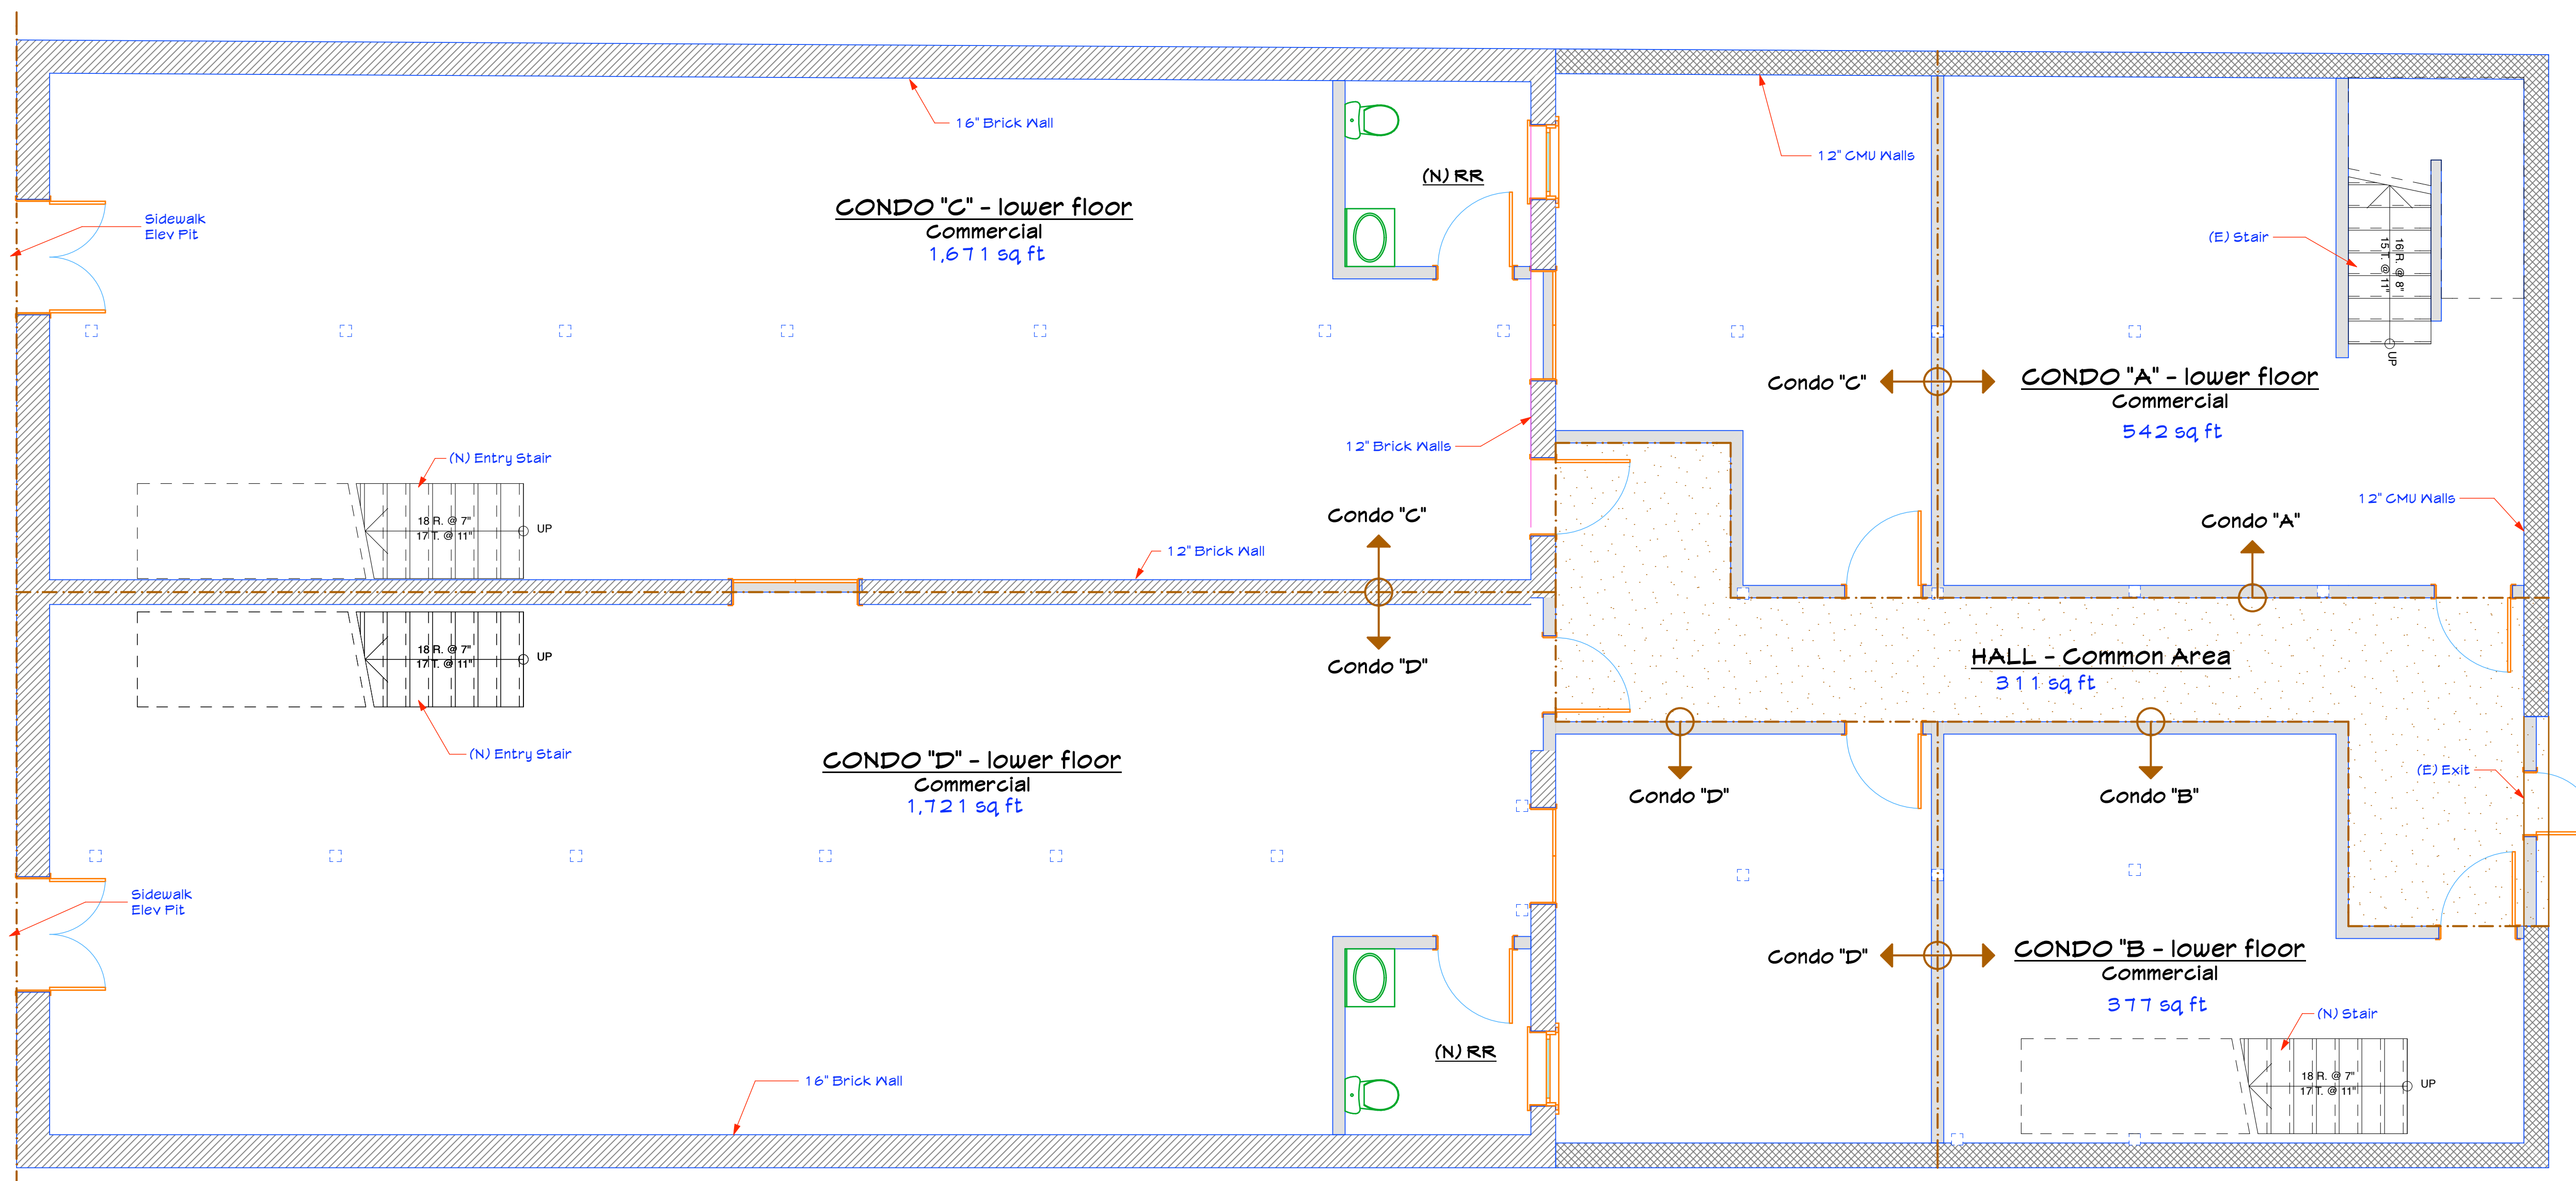 16" Brick Wall
12" CMU Walls
(N) RR
CONDO "C" - lower floor
Commercial
1,671 sq ft
Sidewalk
Elev Pit
(E) Stair
16 R. @ 8"
15 T. @ 11"
UP
Condo "C"
CONDO "A" - lower floor
Commercial
542 sq ft
12" Brick Walls
(N) Entry Stair
18 R. @ 7"
17 T. @ 11"
UP
Condo "C"
12" Brick Wall
12" CMU Walls
Condo "A"
18 R. @ 7"
17 T. @ 11"
UP
Condo "D"
HALL - Common Area
311 sq ft
(N) Entry Stair
CONDO "D" - lower floor
Commercial
1,721 sq ft
Condo "D"
Condo "B"
(E) Exit
Sidewalk
Elev Pit
Condo "D"
CONDO "B - lower floor
Commercial
377 sq ft
(N) Stair
(N) RR
16" Brick Wall
18 R. @ 7"
17 T. @ 11"
UP